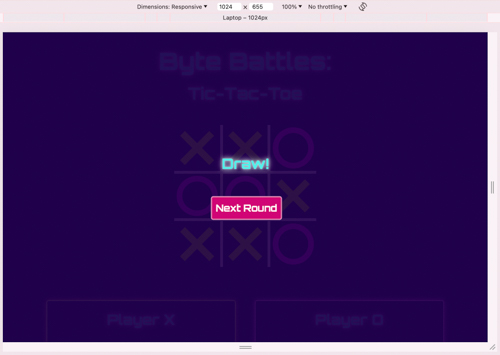 Dimensions: Responsive ▾ 1024 x 655 100% ▾ No throttling ▾
Laptop – 1024px
Byte Battles:
Tic-Tac-Toe
Draw!
Next Round
Player X Player O